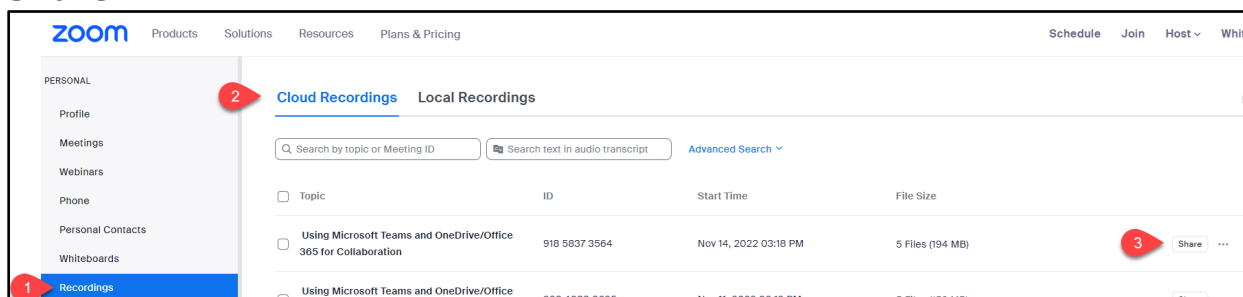 zoom Products Solutions Resources Plans & Pricing Schedule Join Host
PERSONAL
Profile
Meetings
Webinars
Phone
Personal Contacts
Whiteboards
1 Recordings
2 Cloud Recordings Local Recordings
Search by topic or Meeting ID Search text in audio transcript Advanced Search
Topic ID Start Time File Size
Using Microsoft Teams and OneDrive/Office
365 for Collaboration 918 5837 3564 Nov 14, 2022 03:18 PM 5 Files (194 MB) 3 Share ...
Using Microsoft Teams and OneDrive/Office